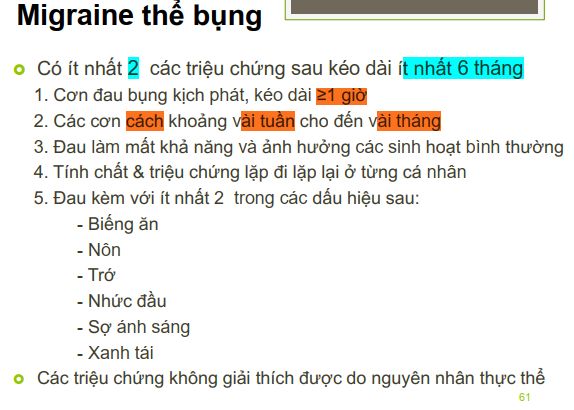 Migraine thể bụng
Có ít nhất 2 các triệu chứng sau kéo dài ít nhất 6 tháng
1. Cơn đau bụng kịch phát, kéo dài ≥1 giờ
2. Các cơn cách khoảng vài tuần cho đến vài tháng
3. Đau làm mất khả năng và ảnh hưởng các sinh hoạt bình thường
4. Tính chất & triệu chứng lặp đi lặp lại ở từng cá nhân
5. Đau kèm với ít nhất 2 trong các dấu hiệu sau:
- Biếng ăn
- Nôn
- Trớ
- Nhức đầu
- Sợ ánh sáng
- Xanh tái
Các triệu chứng không giải thích được do nguyên nhân thực thể
61